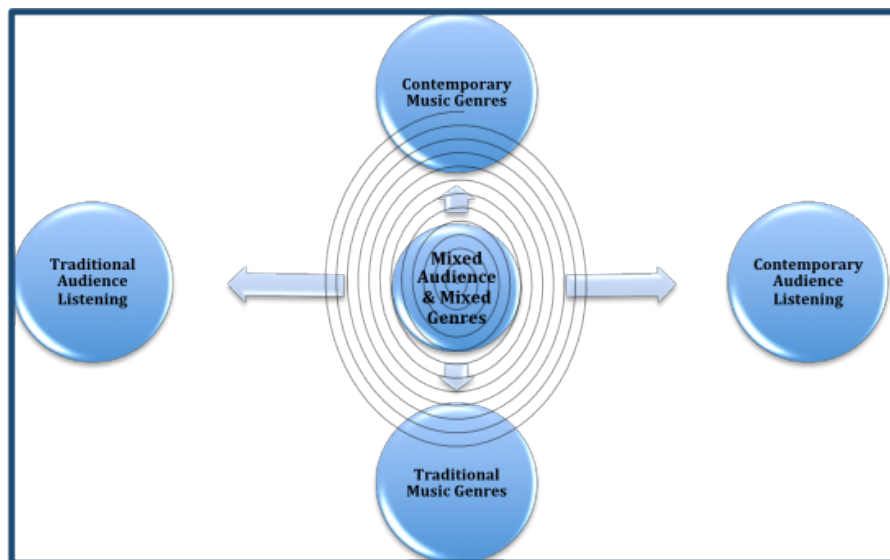 Contemporary
Music Genres
Traditional
Audience
Listening
Mixed
Audience
& Mixed
Genres
Contemporary
Audience
Listening
Traditional
Music Genres